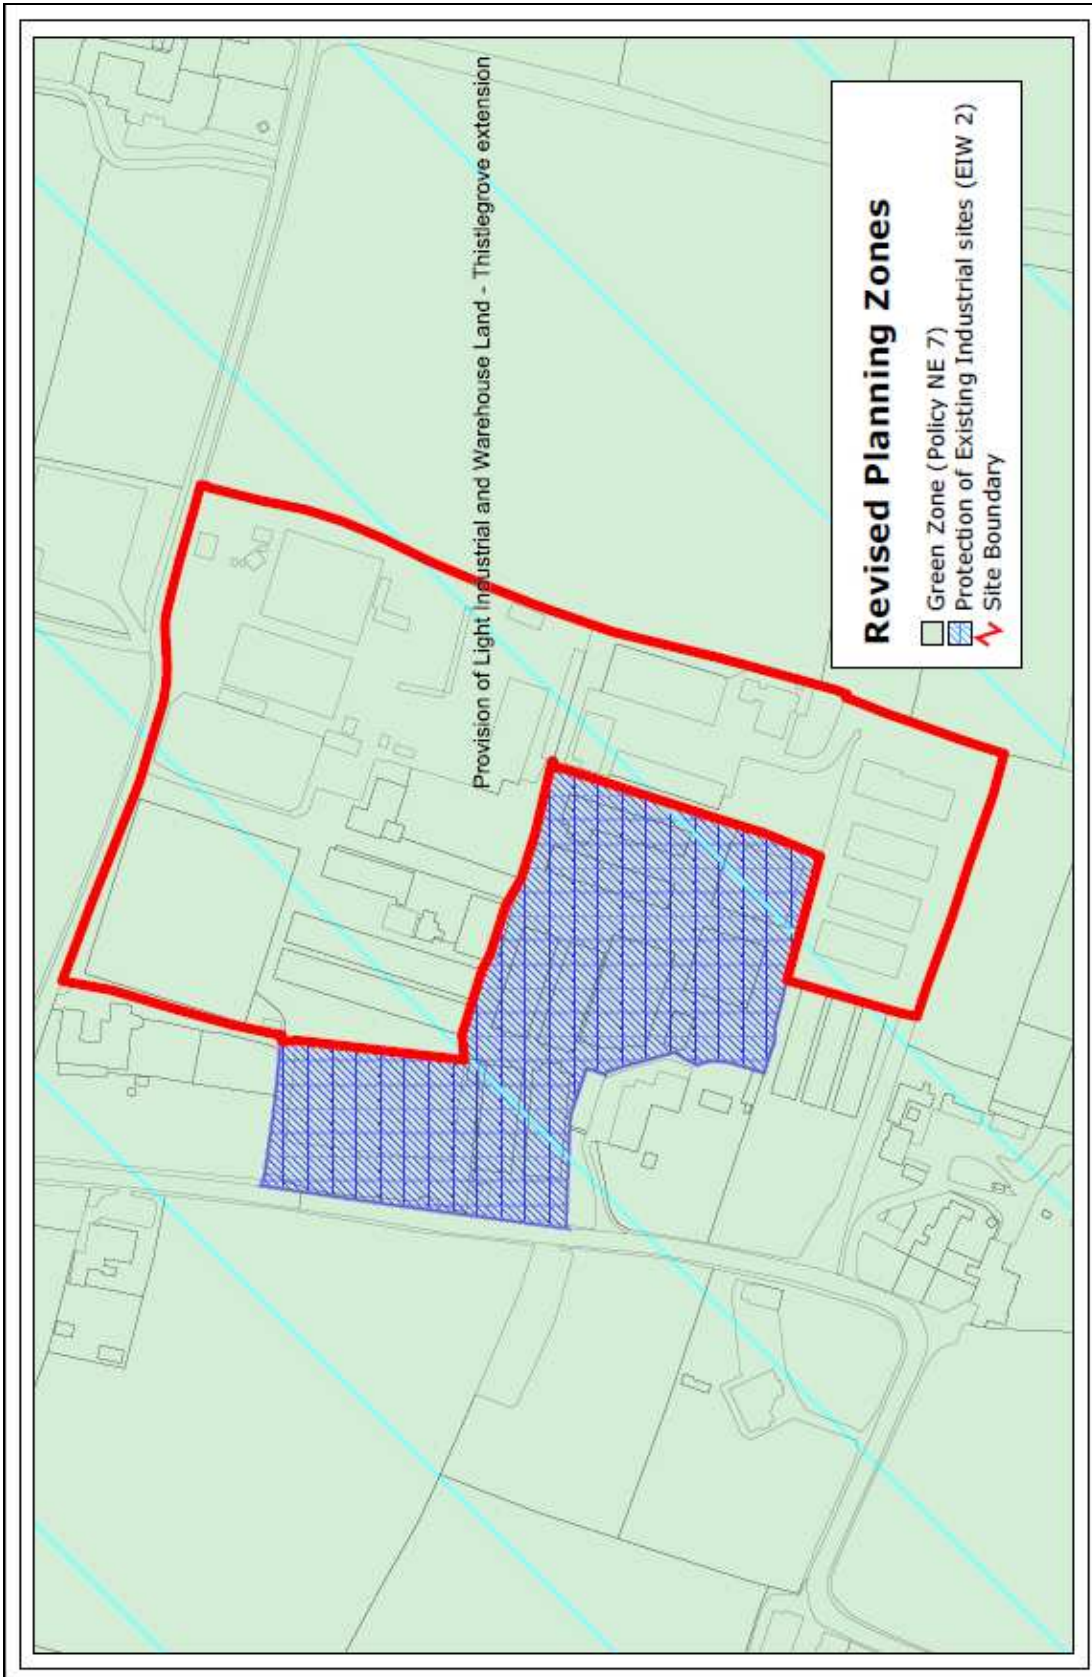 Provision of Light Industrial and Warehouse Land - Thistlegrove extension
Revised Planning Zones
Green Zone (Policy NE 7)
Protection of Existing Industrial sites (EIW 2)
Site Boundary